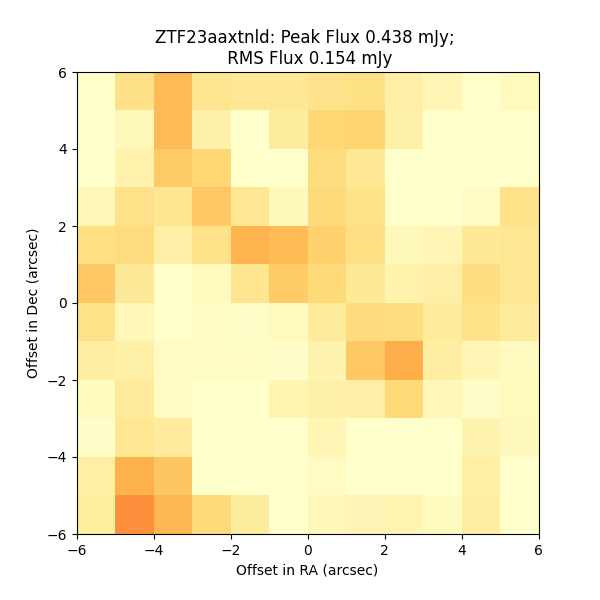 ZTF23aaxtnld: Peak Flux 0.438 mJy;
RMS Flux 0.154 mJy
6
4
2
0
−2
−4
−6
Offset in Dec (arcsec)
−6 −4 −2 0 2 4 6
Offset in RA (arcsec)